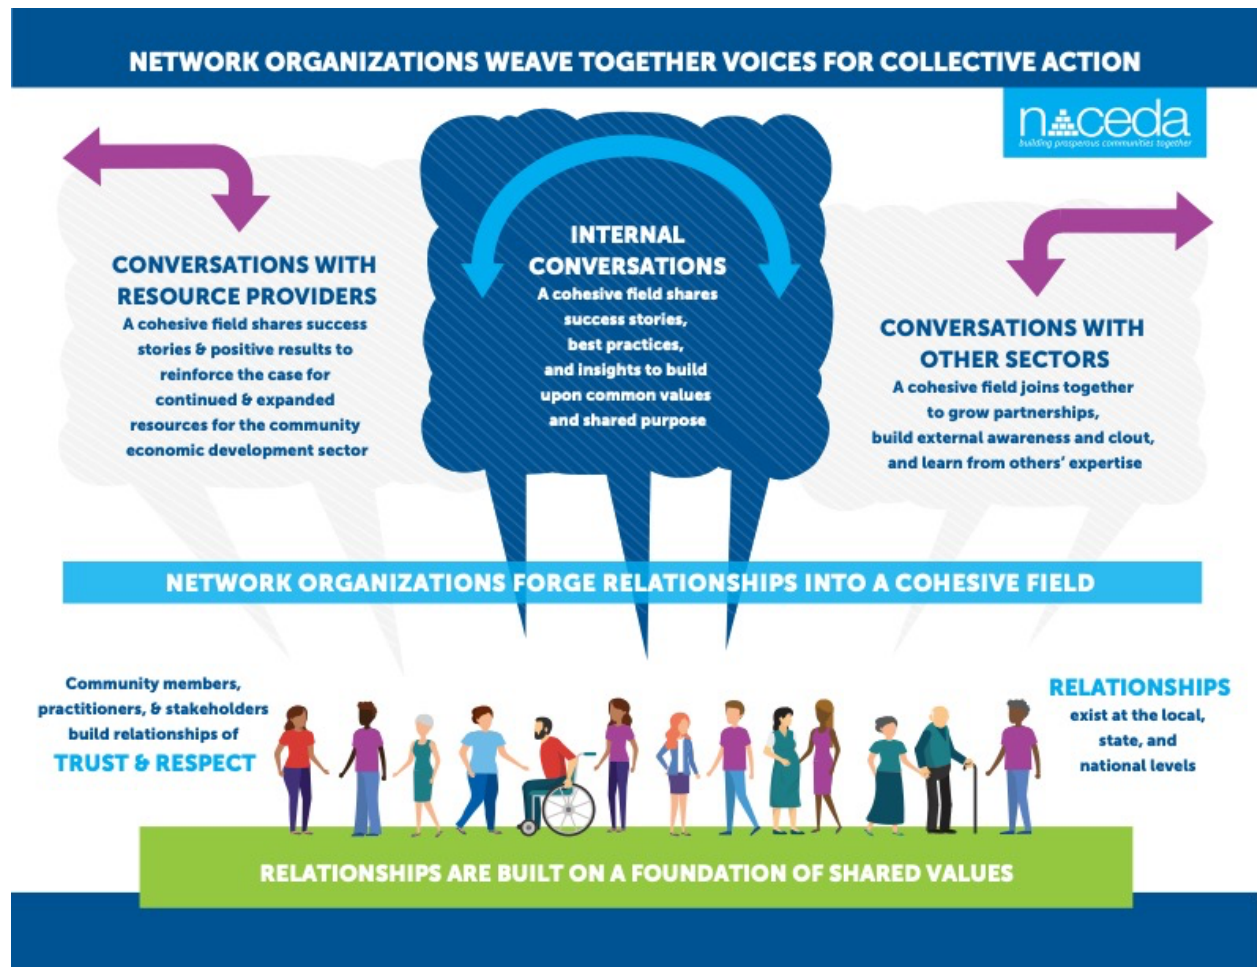 NETWORK ORGANIZATIONS WEAVE TOGETHER VOICES FOR COLLECTIVE ACTION
naceda
building prosperous communities together
CONVERSATIONS WITH
RESOURCE PROVIDERS
A cohesive field shares success
stories & positive results to
reinforce the case for
continued & expanded
resources for the community
economic development sector
INTERNAL
CONVERSATIONS
A cohesive field shares
success stories,
best practices,
and insights to build
upon common values
and shared purpose
CONVERSATIONS WITH
OTHER SECTORS
A cohesive field joins together
to grow partnerships,
build external awareness and clout,
and learn from others’ expertise
NETWORK ORGANIZATIONS FORGE RELATIONSHIPS INTO A COHESIVE FIELD
Community members,
practitioners, & stakeholders
build relationships of
TRUST & RESPECT
RELATIONSHIPS
exist at the local,
state, and
national levels
RELATIONSHIPS ARE BUILT ON A FOUNDATION OF SHARED VALUES